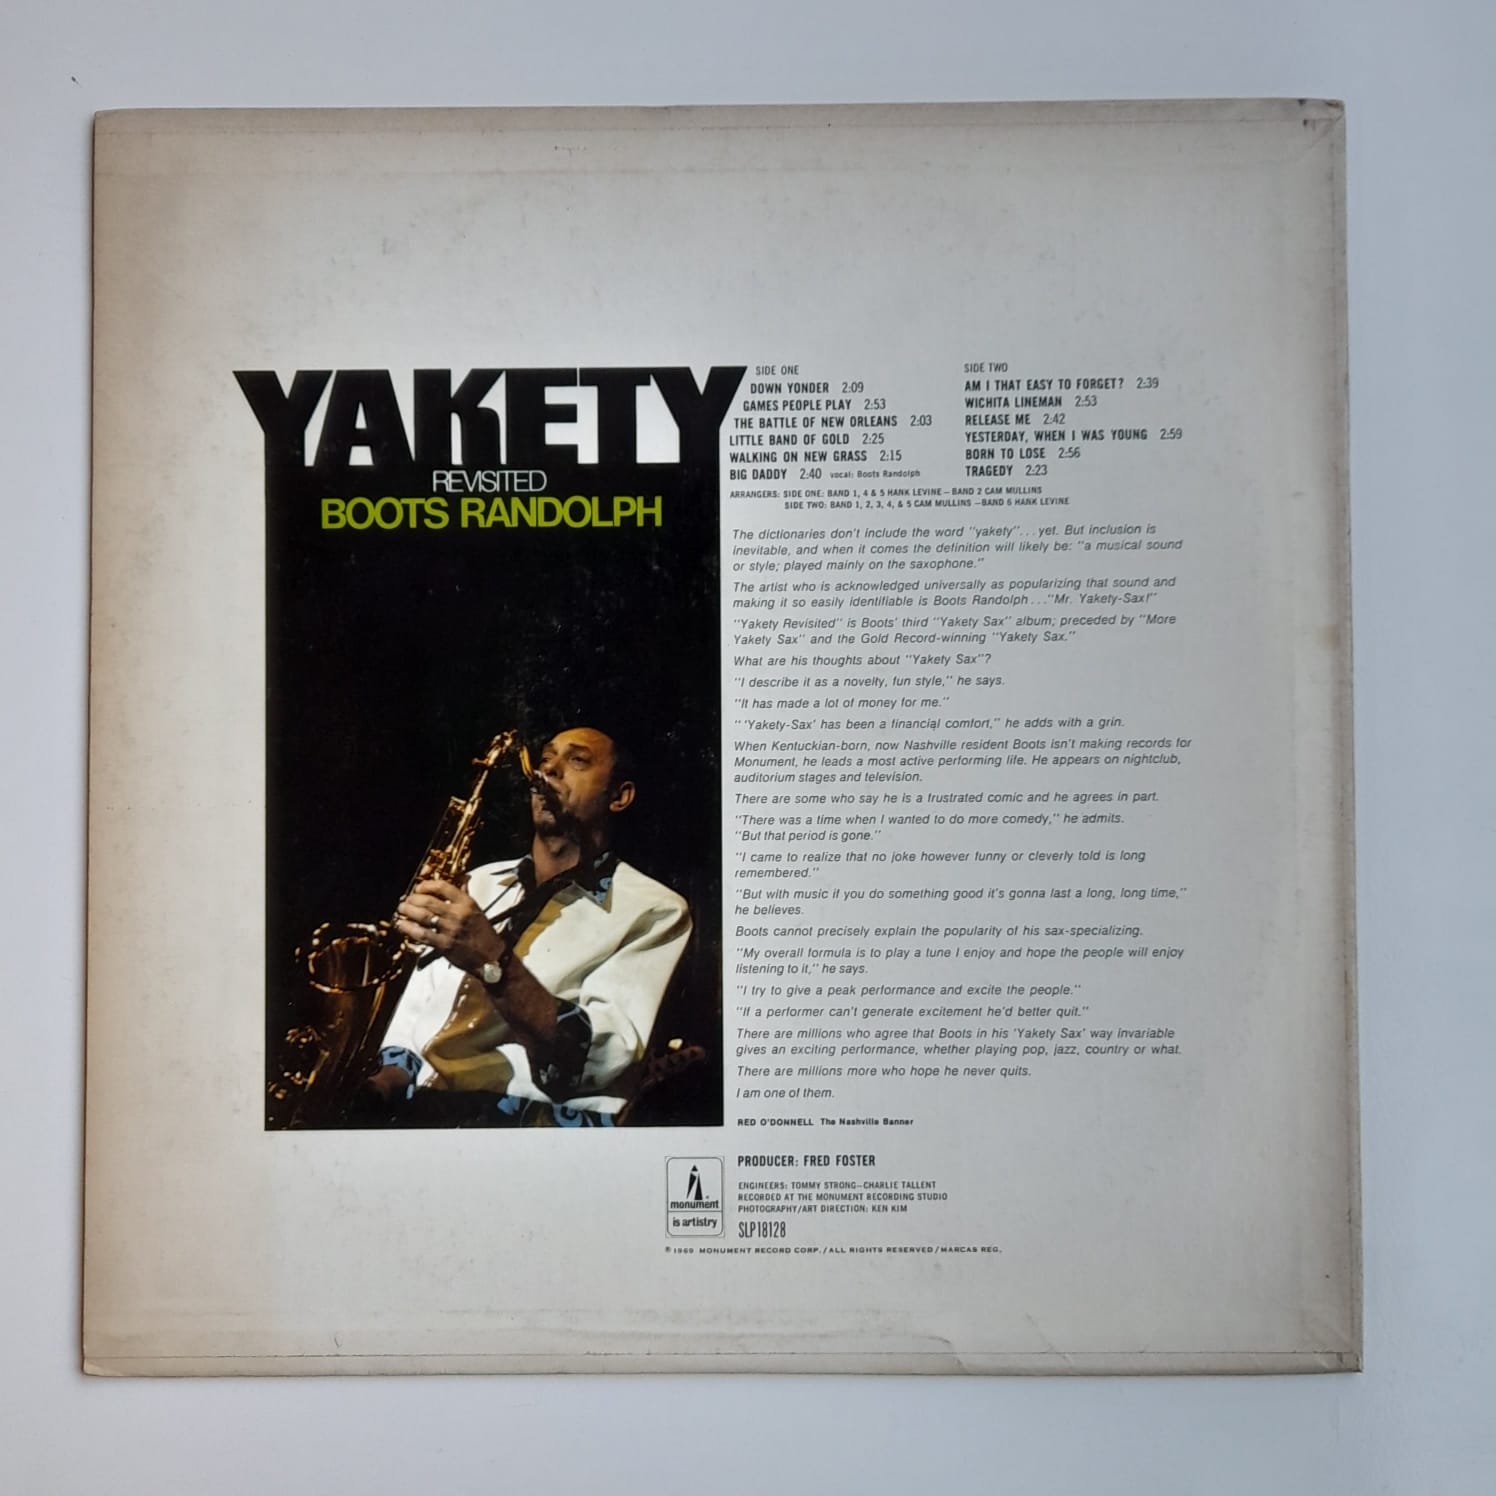 YAKETY
REVISITED
BOOTS RANDOLPH
SIDE ONE
DOWN YONDER 2:09
GAMES PEOPLE PLAY 2:53
THE BATTLE OF NEW ORLEANS 2:03
LITTLE BAND OF GOLD 2:25
WALKING ON NEW GRASS 2:15
BIG DADDY 2:40 vocal: Boots Randolph
SIDE TWO
AM I THAT EASY TO FORGET? 2:39
WICHITA LINEMAN 2:53
RELEASE ME 2:42
YESTERDAY, WHEN I WAS YOUNG 2:59
BORN TO LOSE 2:56
TRAGEDY 2:23
ARRANGERS: SIDE ONE: BAND 1, 4 & 5 HANK LEVINE – BAND 2 CAM MULLINS
SIDE TWO: BAND 1, 2, 3, 4, & 5 CAM MULLINS –BAND 6 HANK LEVINE
The dictionaries don't include the word "yakety"... yet. But inclusion is
inevitable, and when it comes the definition will likely be: "a musical sound
or style; played mainly on the saxophone."
The artist who is acknowledged universally as popularizing that sound and
making it so easily identifiable is Boots Randolph..."Mr. Yakety-Sax!"
"Yakety Revisited" is Boots' third "Yakety Sax" album; preceded by "More
Yakety Sax" and the Gold Record-winning "Yakety Sax."
What are his thoughts about "Yakety Sax"?
"I describe it as a novelty, fun style," he says.
"It has made a lot of money for me."
" 'Yakety-Sax' has been a financial comfort," he adds with a grin.
When Kentuckian-born, now Nashville resident Boots isn't making records for
Monument, he leads a most active performing life. He appears on nightclub,
auditorium stages and television.
There are some who say he is a frustrated comic and he agrees in part.
"There was a time when I wanted to do more comedy," he admits.
"But that period is gone."
"I came to realize that no joke however funny or cleverly told is long
remembered."
"But with music if you do something good it's gonna last a long, long time,"
he believes.
Boots cannot precisely explain the popularity of his sax-specializing.
"My overall formula is to play a tune I enjoy and hope the people will enjoy
listening to it," he says.
"I try to give a peak performance and excite the people."
"If a performer can't generate excitement he'd better quit."
There are millions who agree that Boots in his 'Yakety Sax' way invariable
gives an exciting performance, whether playing pop, jazz, country or what.
There are millions more who hope he never quits.
I am one of them.
RED O'DONNELL The Nashville Banner
monument
is artistry
PRODUCER: FRED FOSTER
ENGINEERS: TOMMY STRONG–CHARLIE TALLENT
RECORDED AT THE MONUMENT RECORDING STUDIO
PHOTOGRAPHY/ART DIRECTION: KEN KIM
SLP18128
℗ 1969 MONUMENT RECORD CORP. / ALL RIGHTS RESERVED / MARCAS REG.